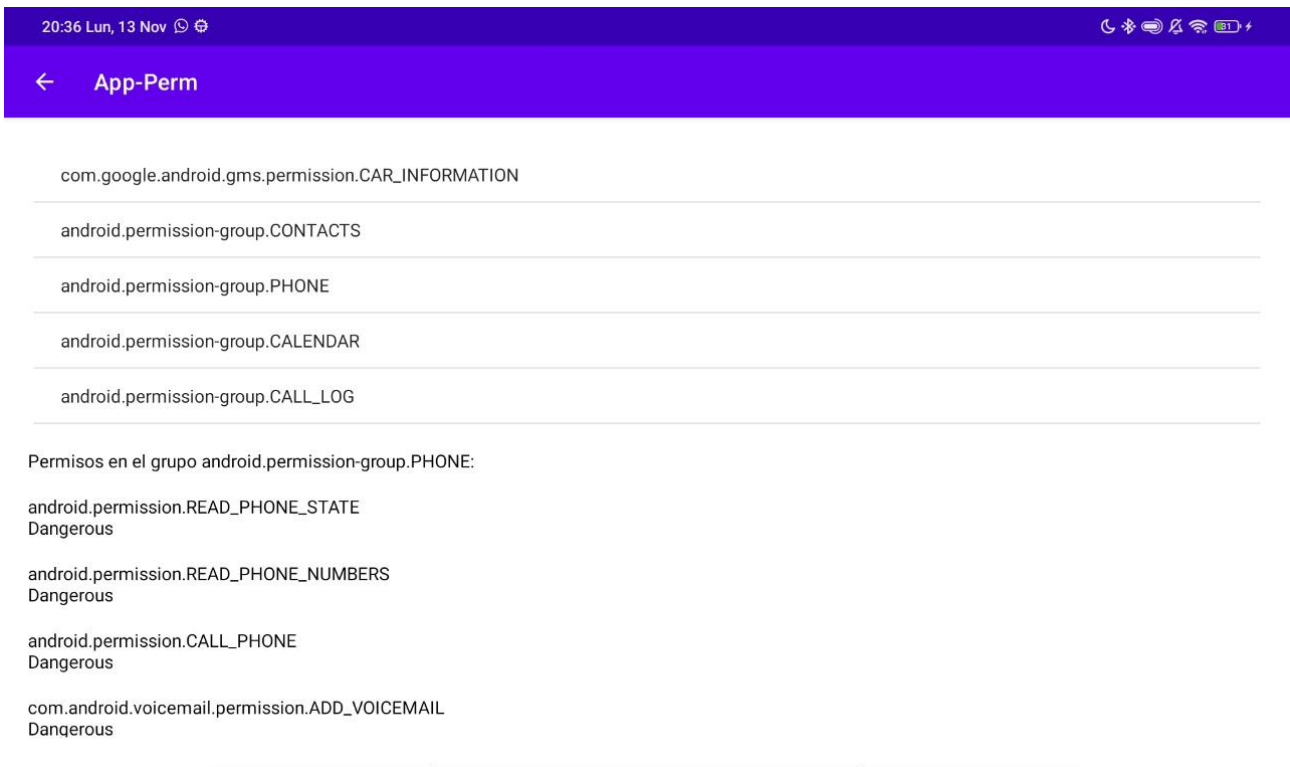 20:36 Lun, 13 Nov
81
App-Perm
com.google.android.gms.permission.CAR_INFORMATION
android.permission-group.CONTACTS
android.permission-group.PHONE
android.permission-group.CALENDAR
android.permission-group.CALL_LOG
Permisos en el grupo android.permission-group.PHONE:
android.permission.READ_PHONE_STATE
Dangerous
android.permission.READ_PHONE_NUMBERS
Dangerous
android.permission.CALL_PHONE
Dangerous
com.android.voicemail.permission.ADD_VOICEMAIL
Dangerous